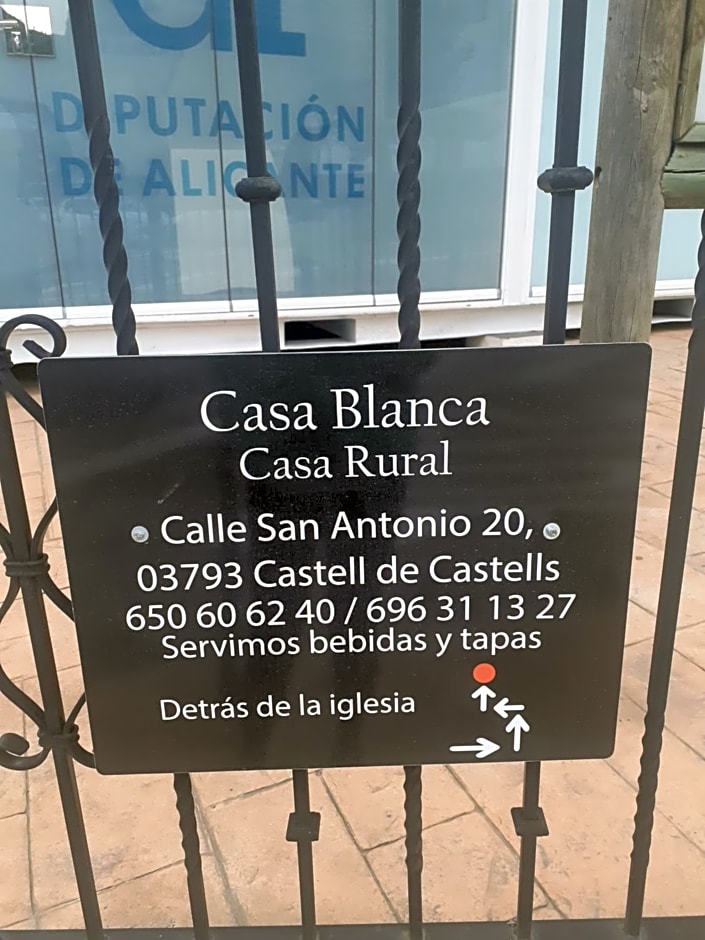 DIPUTACIÓN
DE ALICANTE
Casa Blanca
Casa Rural
Calle San Antonio 20,
03793 Castell de Castells
650 60 62 40 / 696 31 13 27
Servimos bebidas y tapas
Detrás de la iglesia